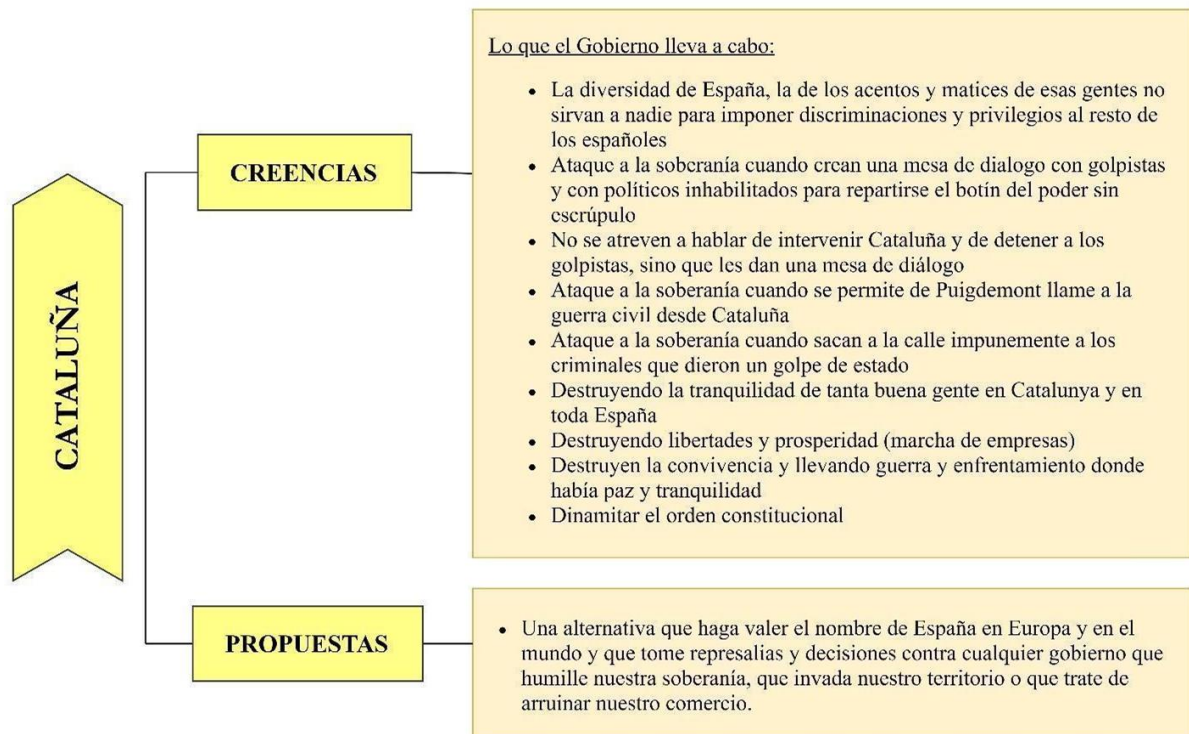 CATALUÑA
CREENCIAS
Lo que el Gobierno lleva a cabo:
• La diversidad de España, la de los acentos y matices de esas gentes no
sirvan a nadie para imponer discriminaciones y privilegios al resto de
los españoles
• Ataque a la soberanía cuando crean una mesa de dialogo con golpistas
y con políticos inhabilitados para repartirse el botín del poder sin
escrúpulo
• No se atreven a hablar de intervenir Cataluña y de detener a los
golpistas, sino que les dan una mesa de diálogo
• Ataque a la soberanía cuando se permite de Puigdemont llame a la
guerra civil desde Cataluña
• Ataque a la soberanía cuando sacan a la calle impunemente a los
criminales que dieron un golpe de estado
• Destruyendo la tranquilidad de tanta buena gente en Catalunya y en
toda España
• Destruyendo libertades y prosperidad (marcha de empresas)
• Destruyen la convivencia y llevando guerra y enfrentamiento donde
había paz y tranquilidad
• Dinamitar el orden constitucional
PROPUESTAS
• Una alternativa que haga valer el nombre de España en Europa y en el
mundo y que tome represalias y decisiones contra cualquier gobierno que
humille nuestra soberanía, que invada nuestro territorio o que trate de
arruinar nuestro comercio.